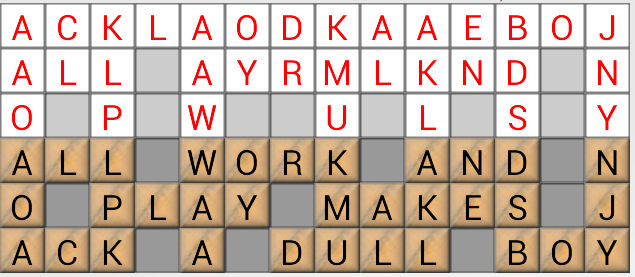 ACKLAODKAAEBOJ
ALL AYRMLKND N
O P W U L S Y
ALL WORK AND N
O PLAY MAKES J
ACK A DULL BOY